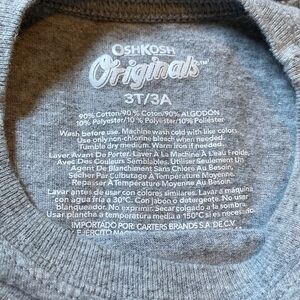 OSHKOSH
Originals
3T/3A
90% Cotton/90 % Coton/90% ALGODÓN
10% Polyester/10 % Polyester/10% Poliéster
Wash before use. Machine wash cold with like colors.
Use only non-chlorine bleach when needed.
Tumble dry medium. Warm iron if needed.
Laver Avant De Porter. Laver À La Machine À L'eau Froide,
Avec Des Couleurs Semblables. Utiliser Seulement Un
Agent De Blanchiment Sans Chlore Au Besoin.
Sécher Par Culbutage À Température Moyenne.
Repasser À Température Moyenne Au Besoin.
Lavar antes de usar con colores similares. Lavar a máquina
con agua fría a 30°C. Con jabón o detergente. No usar
blanqueador. No exprimir. Secar colgado a la sombra.
Usar plancha a temperatura media a 150°C si es necesario.
IMPORTADO POR: CARTERS BRANDS S.A. DE C.V.
EJÉRCITO